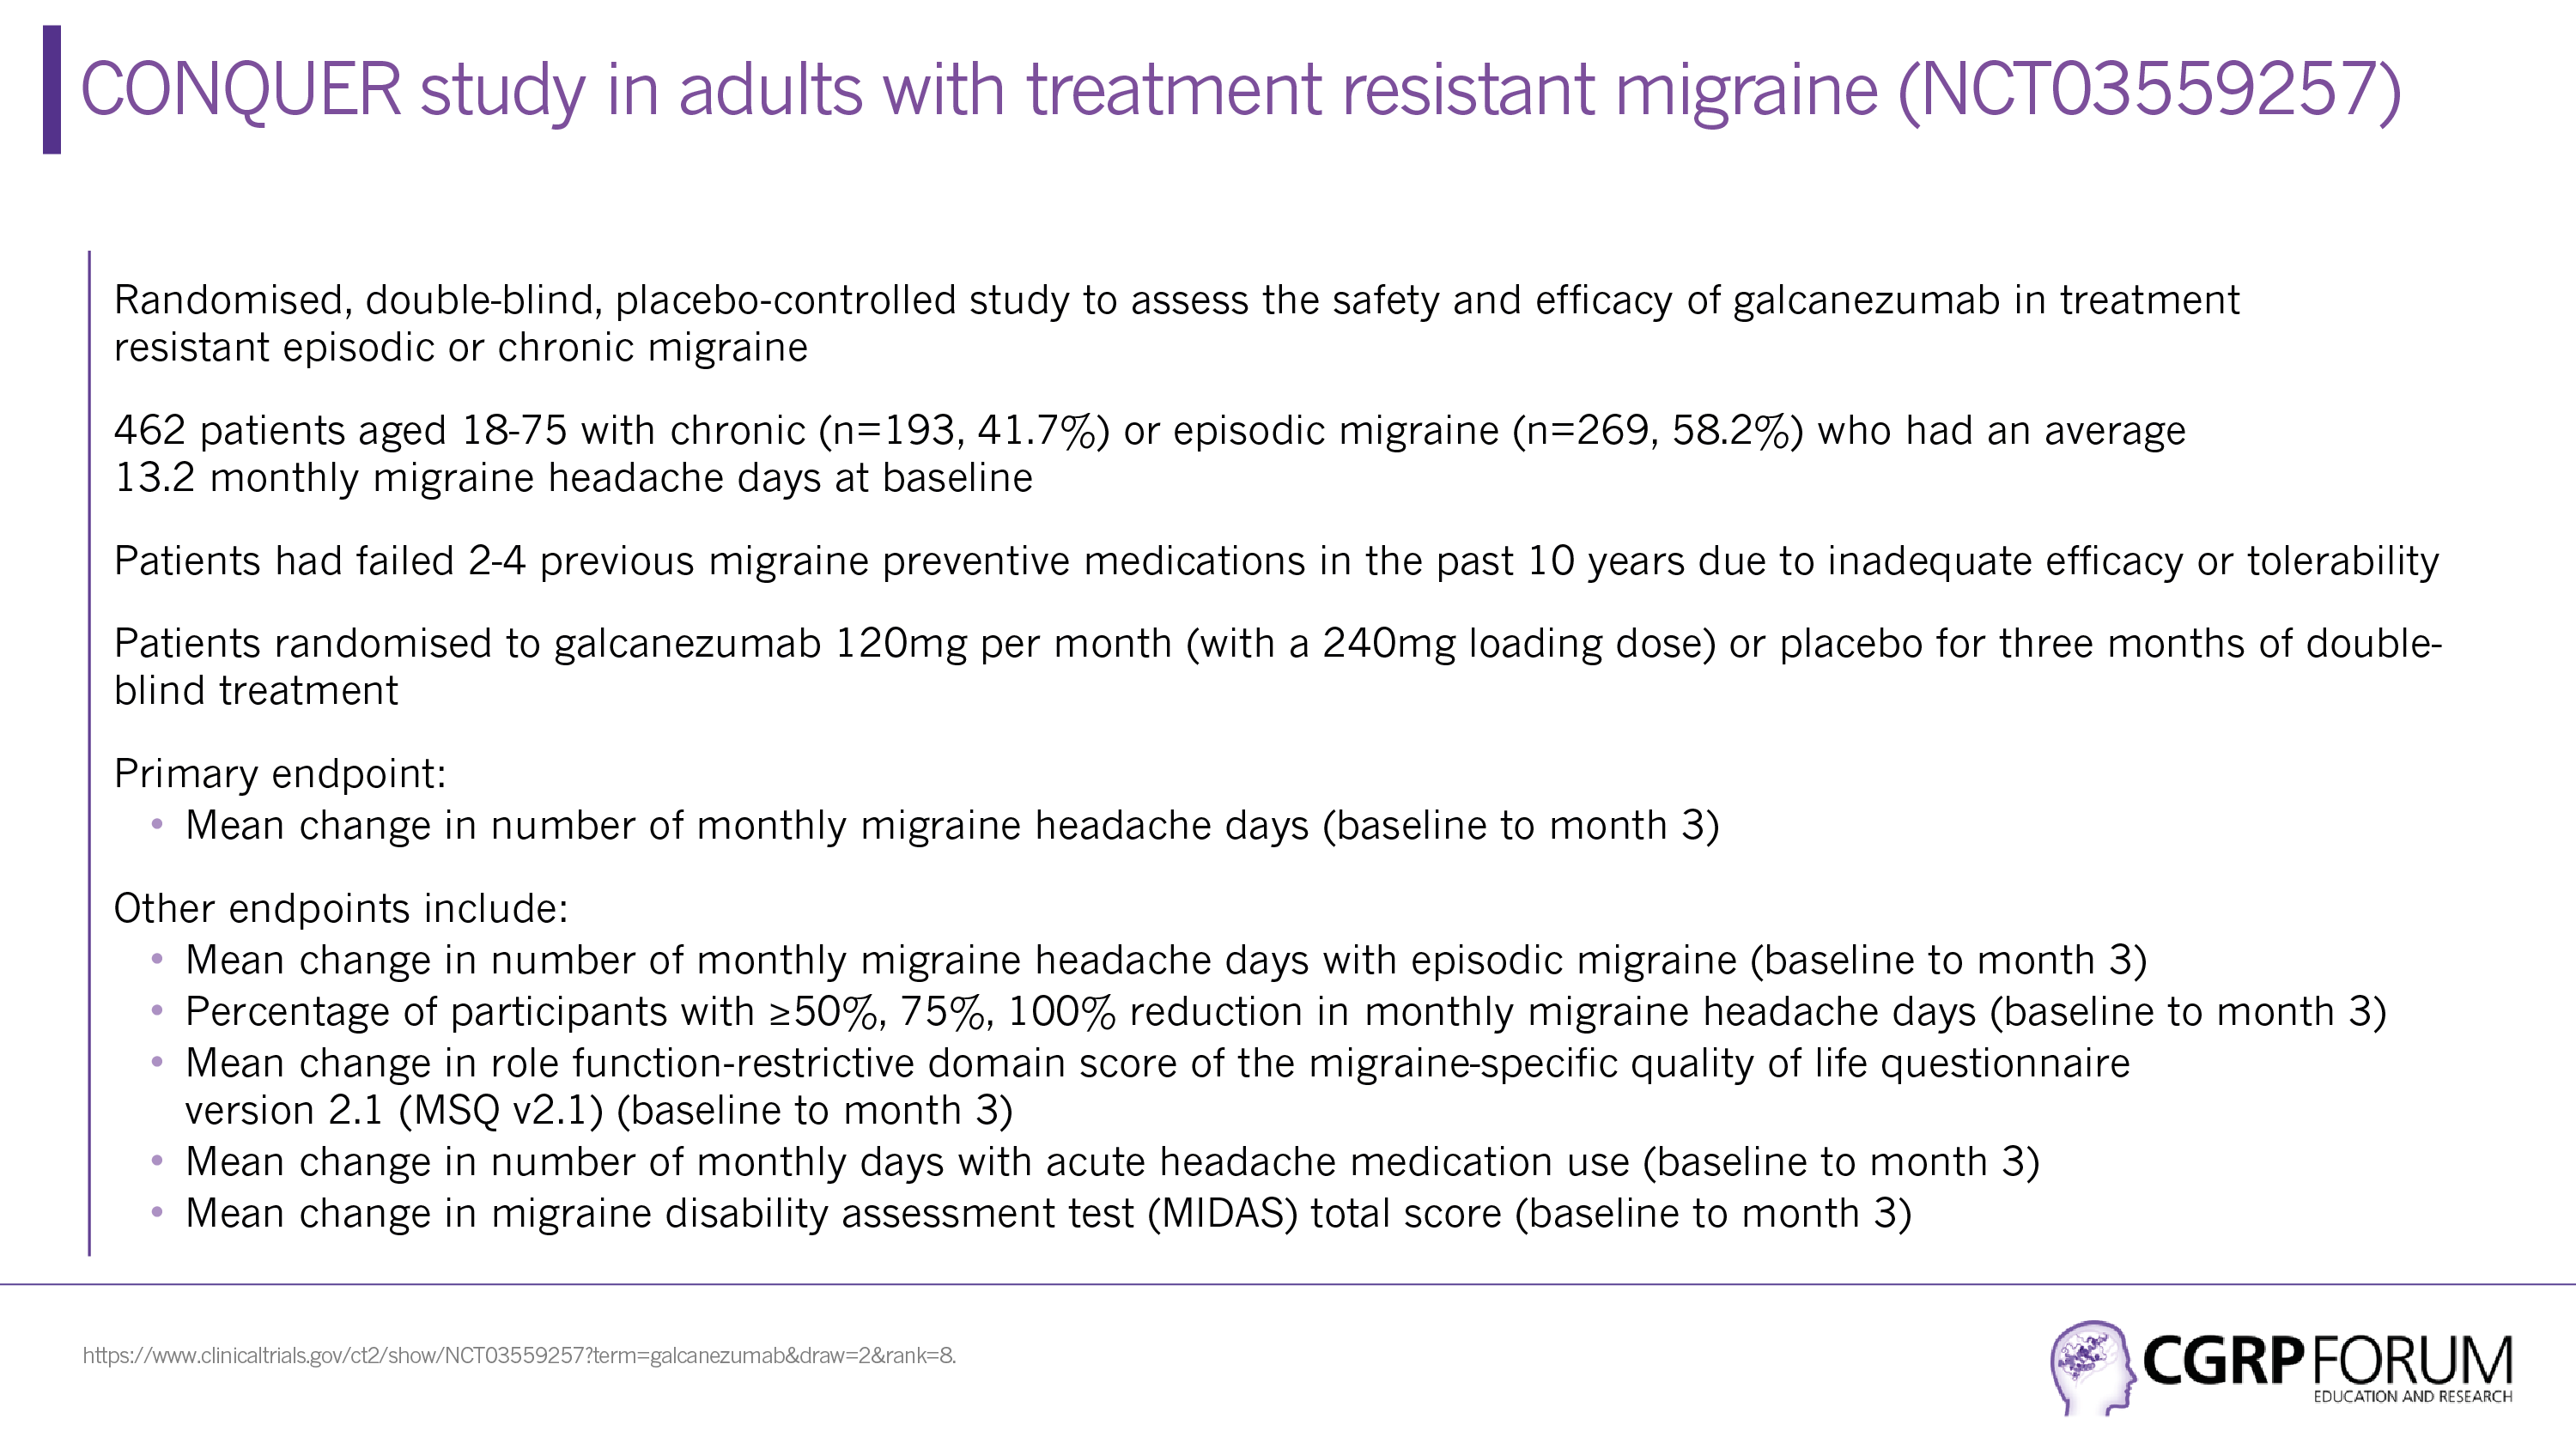 CONQUER study in adults with treatment resistant migraine (NCT03559257)
Randomised, double-blind, placebo-controlled study to assess the safety and efficacy of galcanezumab in treatment
resistant episodic or chronic migraine
462 patients aged 18-75 with chronic (n=193, 41.7%) or episodic migraine (n=269, 58.2%) who had an average
13.2 monthly migraine headache days at baseline
Patients had failed 2-4 previous migraine preventive medications in the past 10 years due to inadequate efficacy or tolerability
Patients randomised to galcanezumab 120mg per month (with a 240mg loading dose) or placebo for three months of double-
blind treatment
Primary endpoint:
• Mean change in number of monthly migraine headache days (baseline to month 3)
Other endpoints include:
• Mean change in number of monthly migraine headache days with episodic migraine (baseline to month 3)
• Percentage of participants with ≥50%, 75%, 100% reduction in monthly migraine headache days (baseline to month 3)
• Mean change in role function-restrictive domain score of the migraine-specific quality of life questionnaire
version 2.1 (MSQ v2.1) (baseline to month 3)
• Mean change in number of monthly days with acute headache medication use (baseline to month 3)
• Mean change in migraine disability assessment test (MIDAS) total score (baseline to month 3)
https://www.clinicaltrials.gov/ct2/show/NCT03559257?term=galcanezumab&draw=2&rank=8.
CGRP FORUM
EDUCATION AND RESEARCH